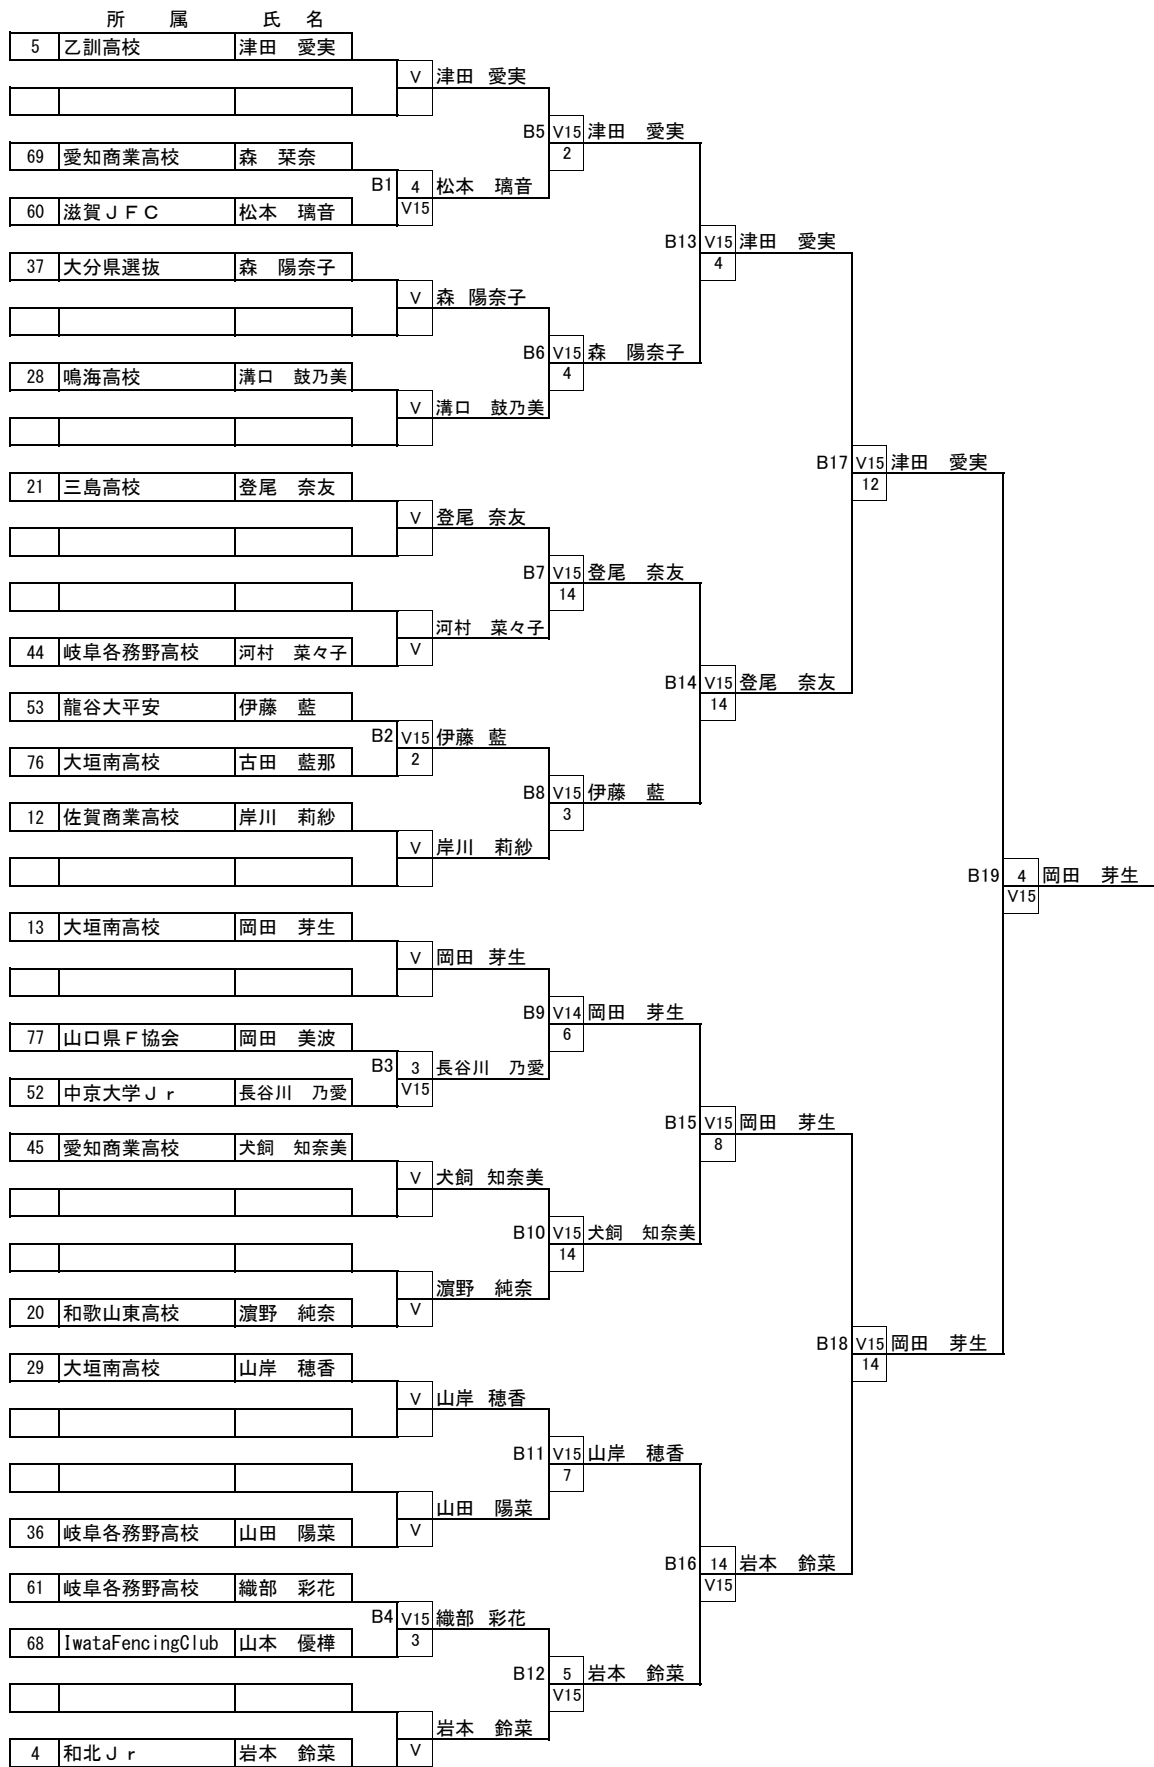 所　属　氏　名
5 乙訓高校 津田　愛実
V 津田 愛実
B5 V15 津田　愛実
2
69 愛知商業高校 森　栞奈
B1 4 松本　璃音
V15
60 滋賀ＪＦＣ 松本　璃音
B13 V15 津田　愛実
4
37 大分県選抜 森　陽奈子
V 森 陽奈子
B6 V15 森　陽奈子
4
28 鳴海高校 溝口　鼓乃美
V 溝口　鼓乃美
B17 V15 津田　愛実
12
21 三島高校 登尾　奈友
V 登尾 奈友
B7 V15 登尾　奈友
14
河村　菜々子
V
44 岐阜各務野高校 河村　菜々子
B14 V15 登尾　奈友
14
53 龍谷大平安 伊藤　藍
B2 V15 伊藤 藍
2
76 大垣南高校 古田　藍那
B8 V15 伊藤　藍
3
12 佐賀商業高校 岸川　莉紗
V 岸川　莉紗
B19 4 岡田　芽生
V15
13 大垣南高校 岡田　芽生
V 岡田 芽生
B9 V14 岡田　芽生
6
77 山口県Ｆ協会 岡田　美波
B3 3 長谷川　乃愛
V15
52 中京大学Ｊｒ 長谷川　乃愛
B15 V15 岡田　芽生
8
45 愛知商業高校 犬飼　知奈美
V 犬飼 知奈美
B10 V15 犬飼　知奈美
14
濵野　純奈
V
20 和歌山東高校 濵野　純奈
B18 V15 岡田　芽生
14
29 大垣南高校 山岸　穂香
V 山岸 穂香
B11 V15 山岸　穂香
7
山田　陽菜
V
36 岐阜各務野高校 山田　陽菜
B16 14 岩本　鈴菜
V15
61 岐阜各務野高校 織部　彩花
B4 V15 織部 彩花
3
68 IwataFencingClub 山本　優樺
B12 5 岩本　鈴菜
V15
岩本　鈴菜
V
4 和北Ｊｒ 岩本　鈴菜